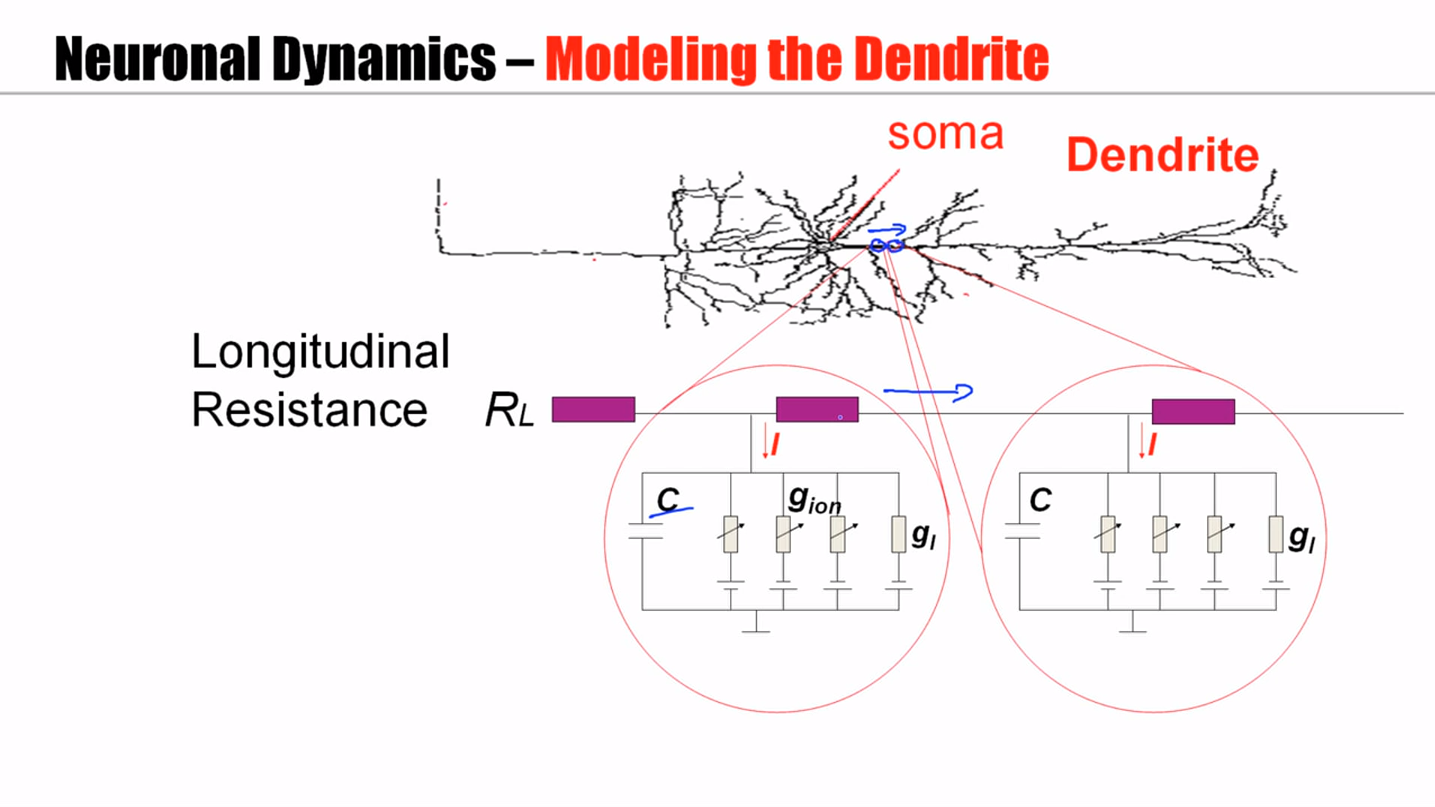 Neuronal Dynamics – Modeling the Dendrite
soma
Dendrite
Longitudinal
Resistance RL
I
I
C
gion
gl
C
gl